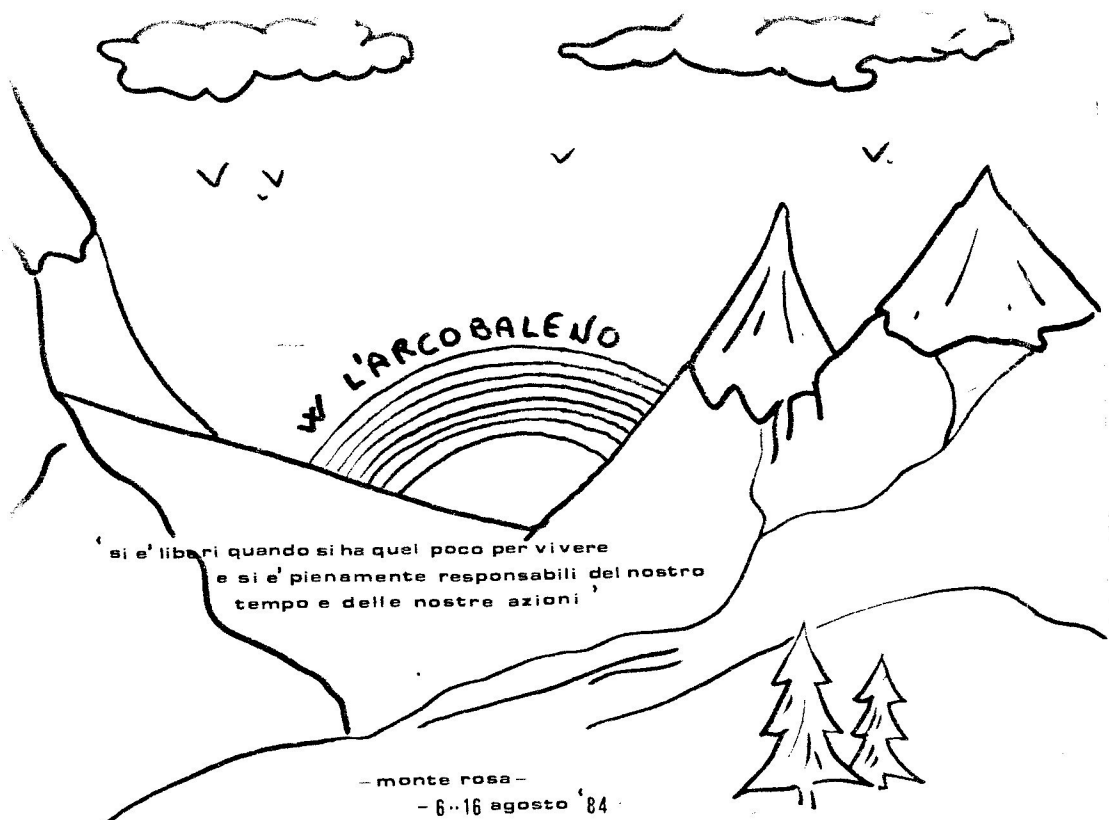 W L'ARCOBALENO
'si e' liberi quando si ha quel poco per vivere
e si e' pienamente responsabili del nostro
tempo e delle nostre azioni'
-monte rosa-
-6··16 agosto '84